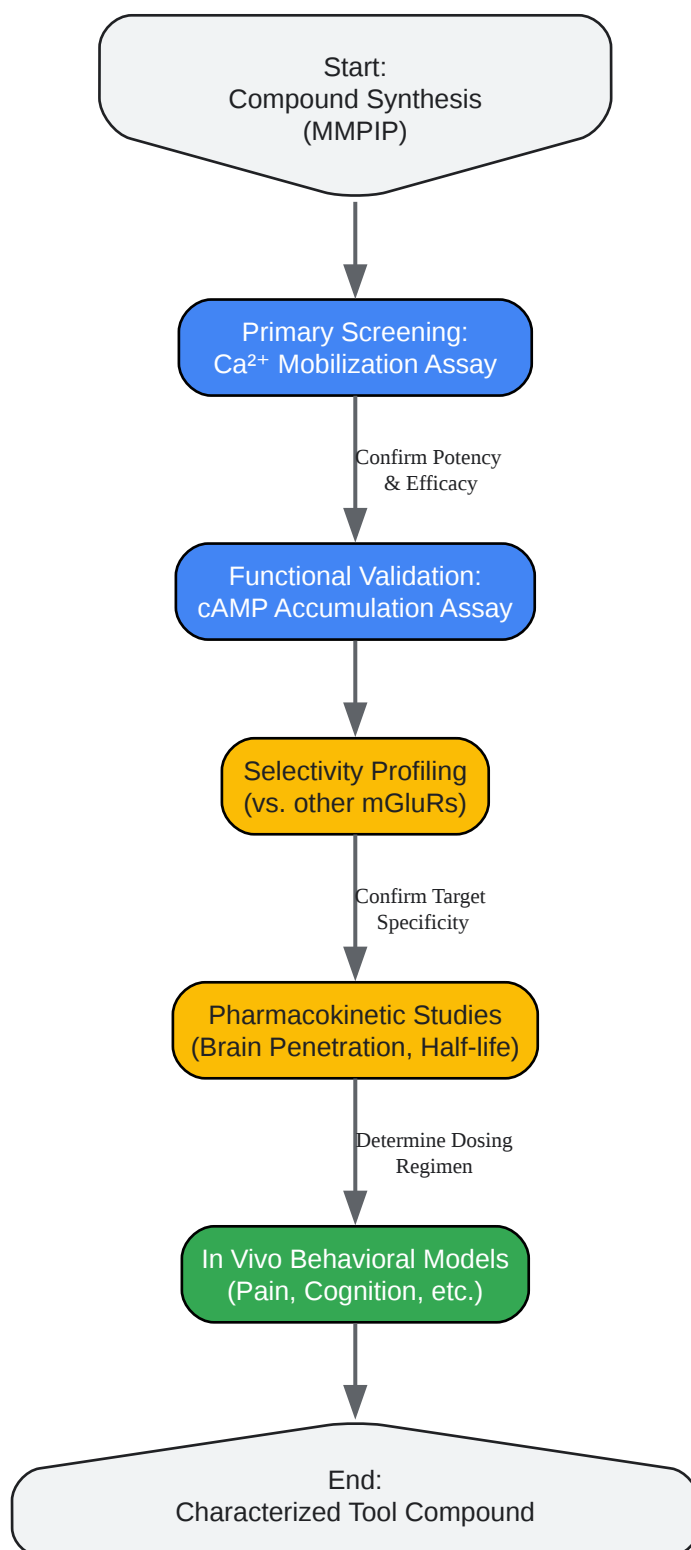 Start:
Compound Synthesis
(MMPIP)
Primary Screening:
Ca²⁺ Mobilization Assay
Confirm Potency
& Efficacy
Functional Validation:
cAMP Accumulation Assay
Selectivity Profiling
(vs. other mGluRs)
Confirm Target
Specificity
Pharmacokinetic Studies
(Brain Penetration, Half-life)
Determine Dosing
Regimen
In Vivo Behavioral Models
(Pain, Cognition, etc.)
End:
Characterized Tool Compound